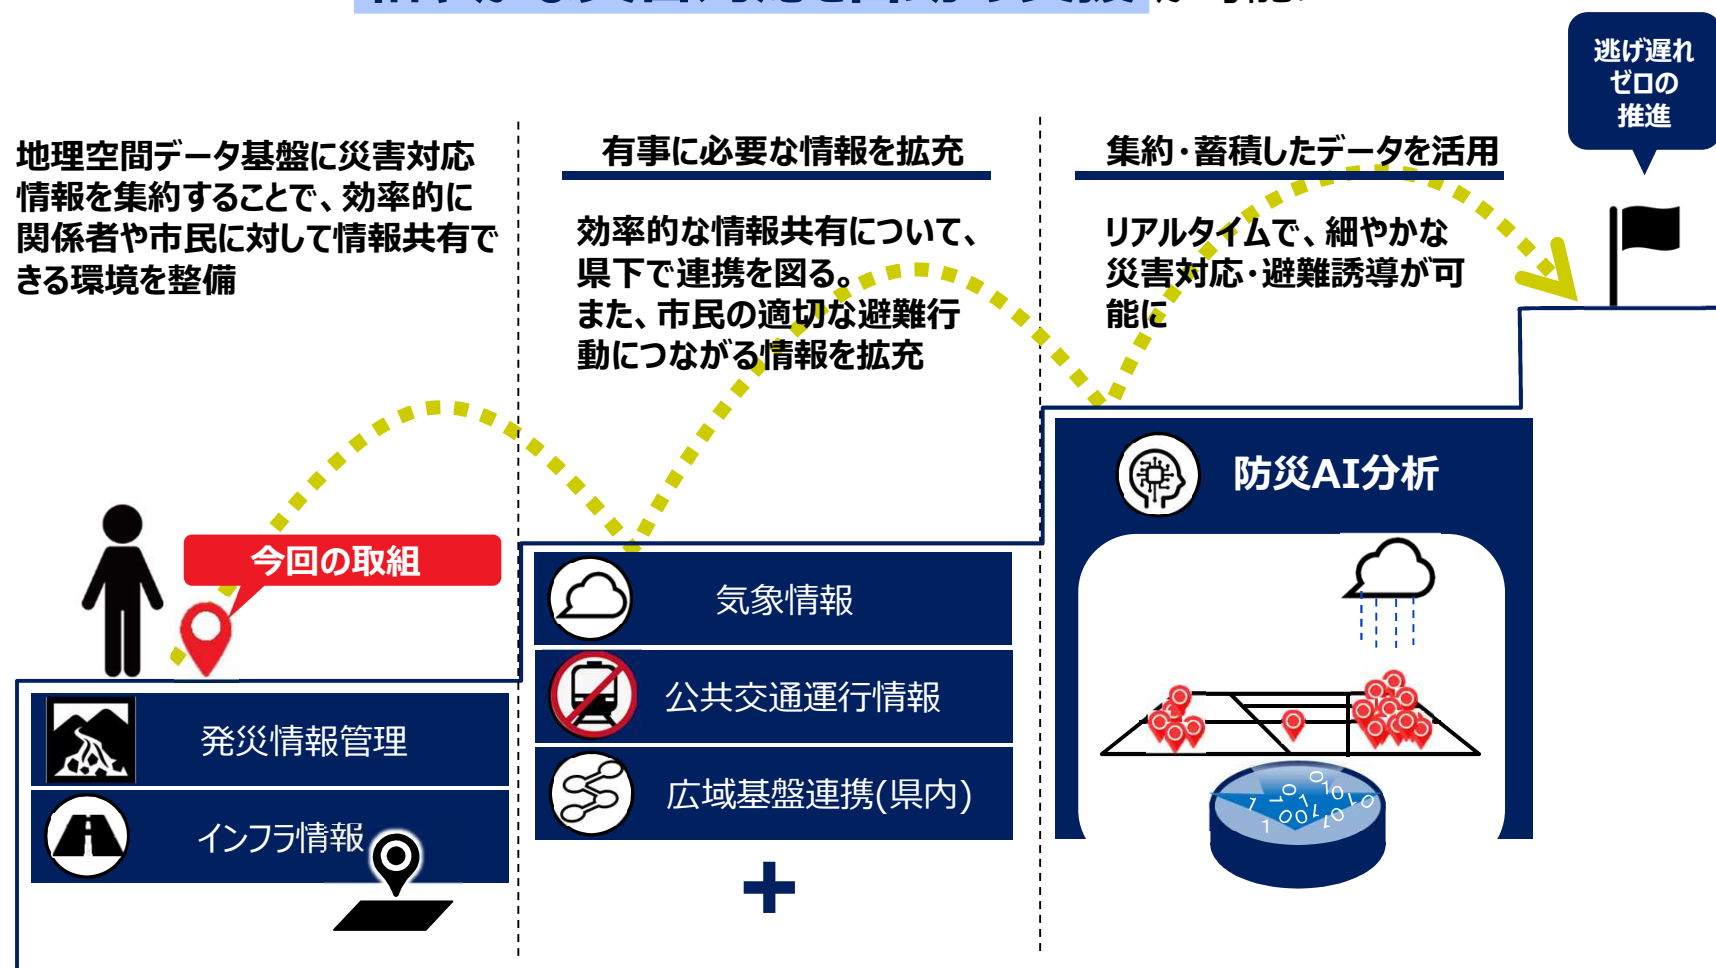 逃げ遅れ
ゼロの
推進
地理空間データ基盤に災害対応
情報を集約することで、効率的に
関係者や市民に対して情報共有で
きる環境を整備
有事に必要な情報を拡充
効率的な情報共有について、
県下で連携を図る。
また、市民の適切な避難行
動につながる情報を拡充
集約・蓄積したデータを活用
リアルタイムで、細やかな
災害対応・避難誘導が可
能に
今回の取組
発災情報管理
インフラ情報
気象情報
公共交通運行情報
広域基盤連携(県内)
+
防災AI分析